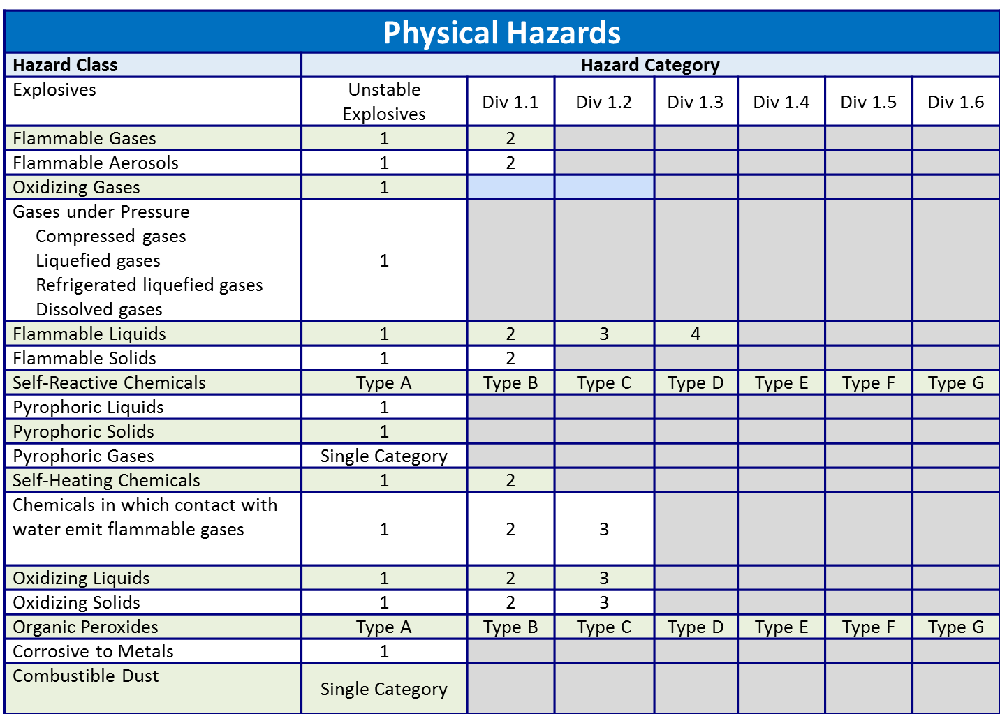 Physical Hazards
Hazard Class Hazard Category
Explosives Unstable Explosives Div 1.1 Div 1.2 Div 1.3 Div 1.4 Div 1.5 Div 1.6
Flammable Gases 1 2
Flammable Aerosols 1 2
Oxidizing Gases 1
Gases under Pressure
Compressed gases
Liquefied gases 1
Refrigerated liquefied gases
Dissolved gases
Flammable Liquids 1 2 3 4
Flammable Solids 1 2
Self-Reactive Chemicals Type A Type B Type C Type D Type E Type F Type G
Pyrophoric Liquids 1
Pyrophoric Solids 1
Pyrophoric Gases Single Category
Self-Heating Chemicals 1 2
Chemicals in which contact with
water emit flammable gases 1 2 3
Oxidizing Liquids 1 2 3
Oxidizing Solids 1 2 3
Organic Peroxides Type A Type B Type C Type D Type E Type F Type G
Corrosive to Metals 1
Combustible Dust Single Category